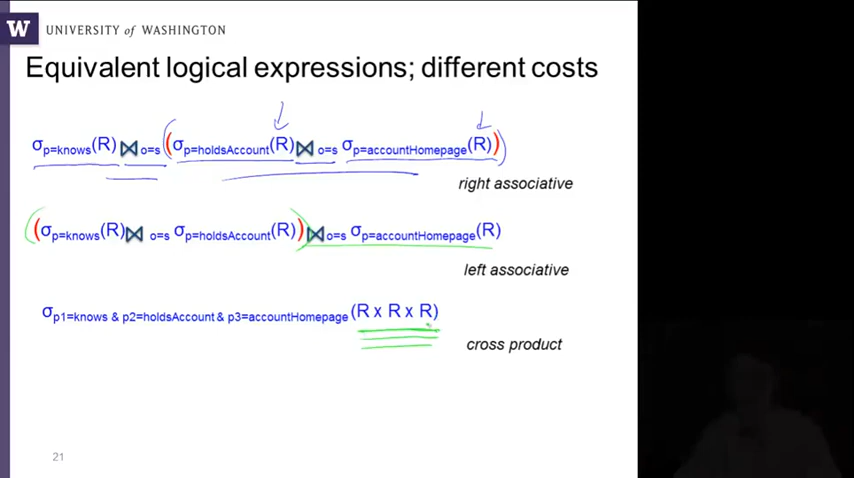 W UNIVERSITY of WASHINGTON
Equivalent logical expressions; different costs
σp=knows(R) ⋈ o=s (σp=holdsAccount(R) ⋈ o=s σp=accountHomepage(R))
right associative
(σp=knows(R) ⋈ o=s σp=holdsAccount(R)) ⋈ o=s σp=accountHomepage(R)
left associative
σp1=knows & p2=holdsAccount & p3=accountHomepage (R x R x R)
cross product
21